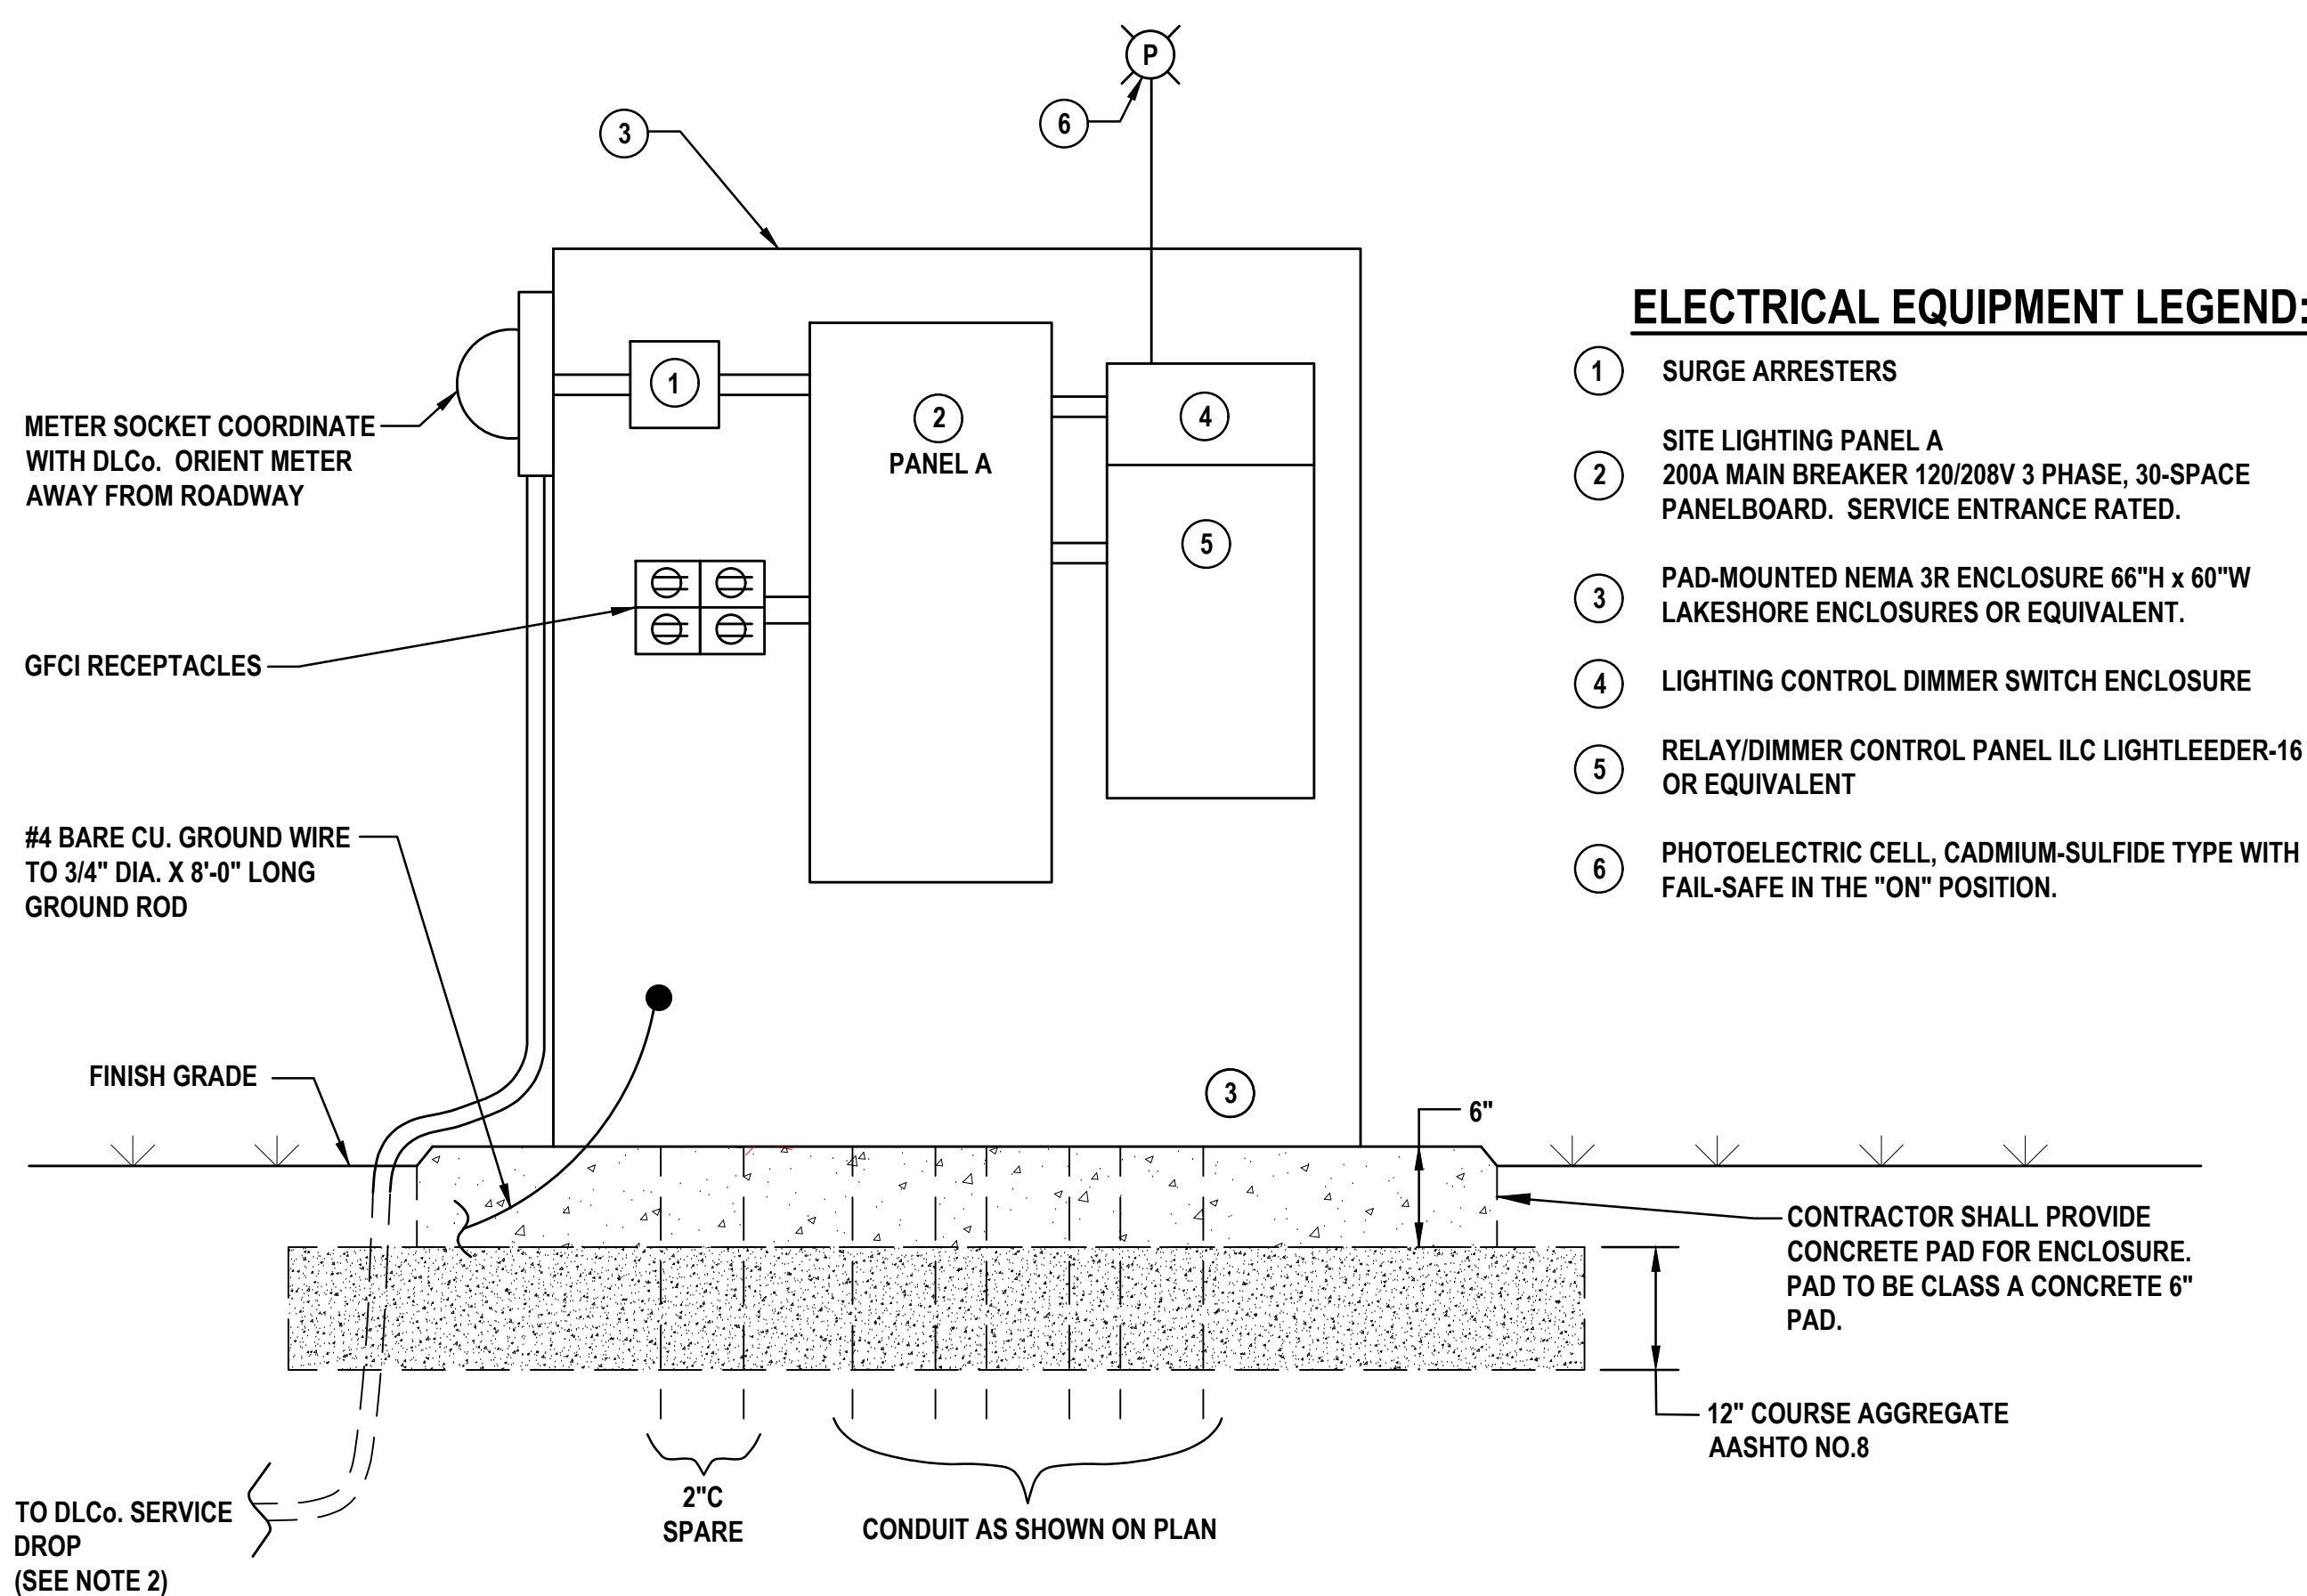 P
6
3
ELECTRICAL EQUIPMENT LEGEND:
1 SURGE ARRESTERS
2 SITE LIGHTING PANEL A
200A MAIN BREAKER 120/208V 3 PHASE, 30-SPACE
PANELBOARD. SERVICE ENTRANCE RATED.
3 PAD-MOUNTED NEMA 3R ENCLOSURE 66"H x 60"W
LAKESHORE ENCLOSURES OR EQUIVALENT.
4 LIGHTING CONTROL DIMMER SWITCH ENCLOSURE
5 RELAY/DIMMER CONTROL PANEL ILC LIGHTLEEDER-16
OR EQUIVALENT
6 PHOTOELECTRIC CELL, CADMIUM-SULFIDE TYPE WITH
FAIL-SAFE IN THE "ON" POSITION.
1
2
PANEL A
4
5
METER SOCKET COORDINATE
WITH DLCo. ORIENT METER
AWAY FROM ROADWAY
GFCI RECEPTACLES
#4 BARE CU. GROUND WIRE
TO 3/4" DIA. X 8'-0" LONG
GROUND ROD
FINISH GRADE
3
6"
CONTRACTOR SHALL PROVIDE
CONCRETE PAD FOR ENCLOSURE.
PAD TO BE CLASS A CONCRETE 6"
PAD.
12" COURSE AGGREGATE
AASHTO NO.8
2"C
SPARE
CONDUIT AS SHOWN ON PLAN
TO DLCo. SERVICE
DROP
(SEE NOTE 2)